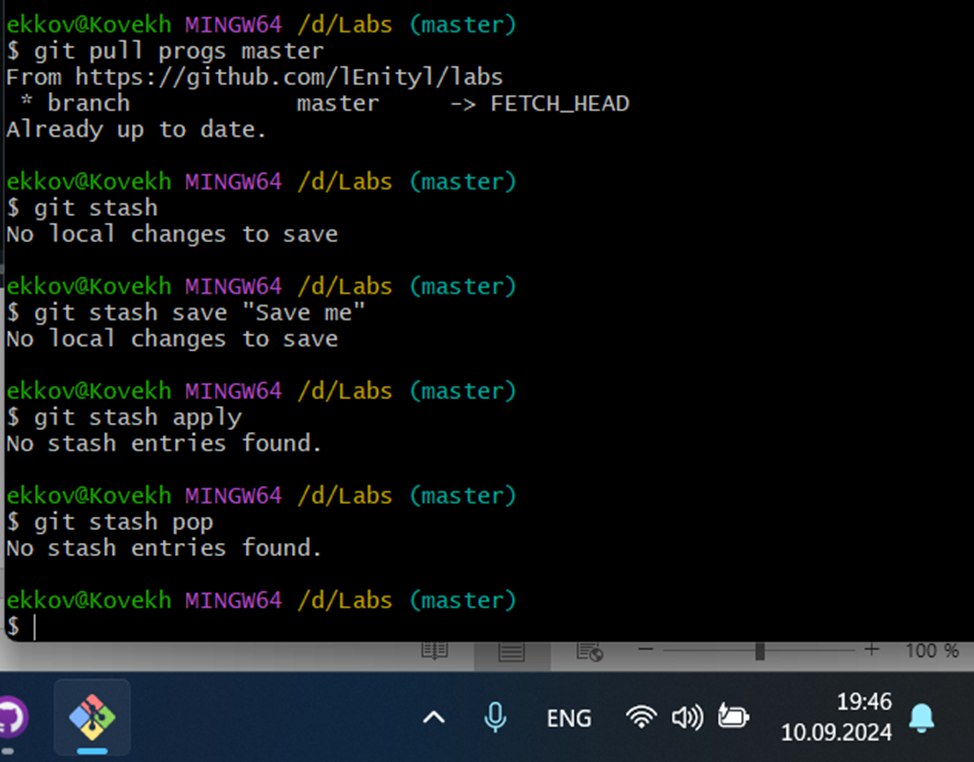 ekkov@Kovekh MINGW64 /d/Labs (master)
$ git pull progs master
From https://github.com/lEnityl/labs
 * branch            master     -> FETCH_HEAD
Already up to date.
ekkov@Kovekh MINGW64 /d/Labs (master)
$ git stash
No local changes to save
ekkov@Kovekh MINGW64 /d/Labs (master)
$ git stash save "Save me"
No local changes to save
ekkov@Kovekh MINGW64 /d/Labs (master)
$ git stash apply
No stash entries found.
ekkov@Kovekh MINGW64 /d/Labs (master)
$ git stash pop
No stash entries found.
ekkov@Kovekh MINGW64 /d/Labs (master)
$
100 %
ENG
19:46
10.09.2024